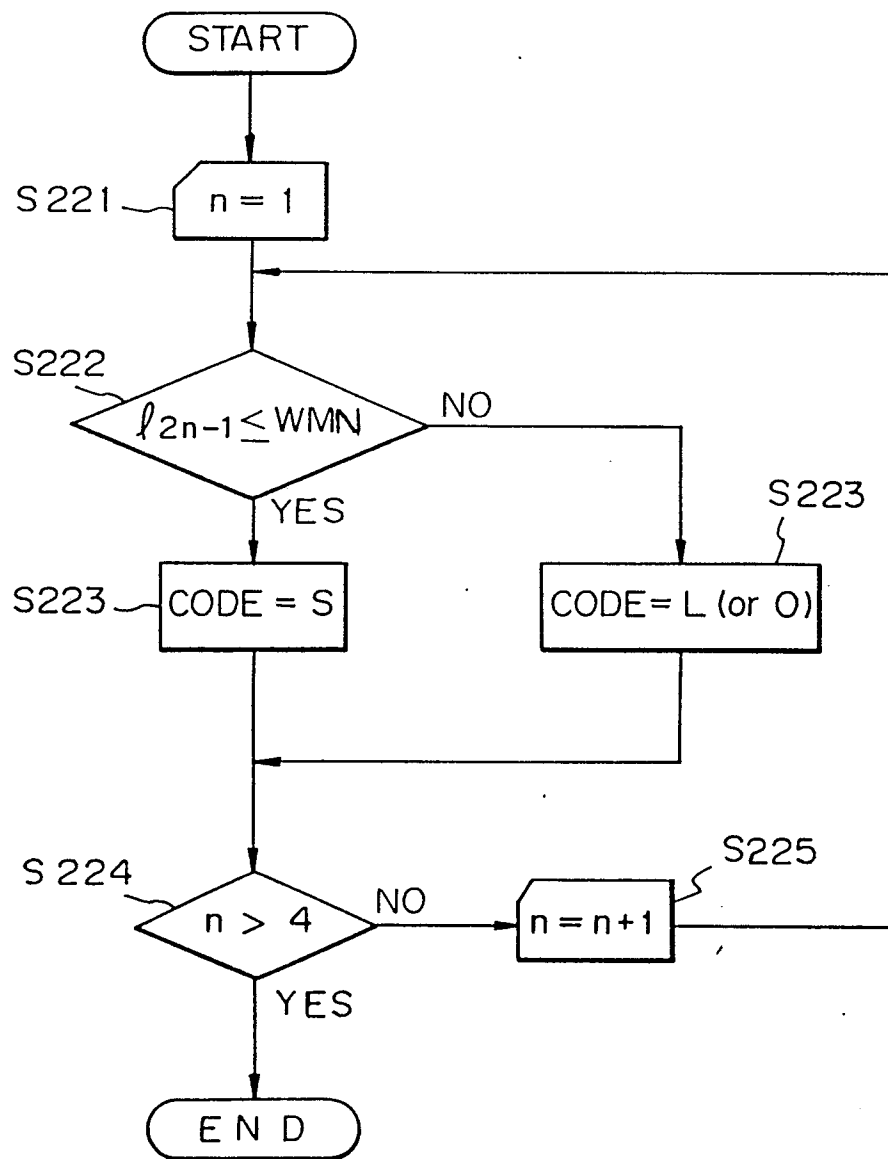 START
S221
n = 1
S222
ℓ2n-1 ≤ WMN
NO
YES
S223
S223
CODE = S
CODE = L (or O)
S224
n > 4
NO
S225
n = n+1
YES
END